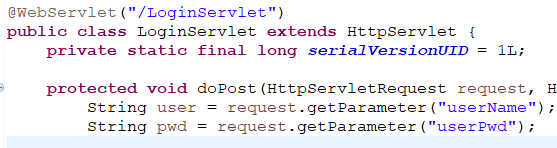 @WebServlet("/LoginServlet")
public class LoginServlet extends HttpServlet {
private static final long serialVersionUID = 1L;
protected void doPost(HttpServletRequest request, H
String user = request.getParameter("userName");
String pwd = request.getParameter("userPwd");